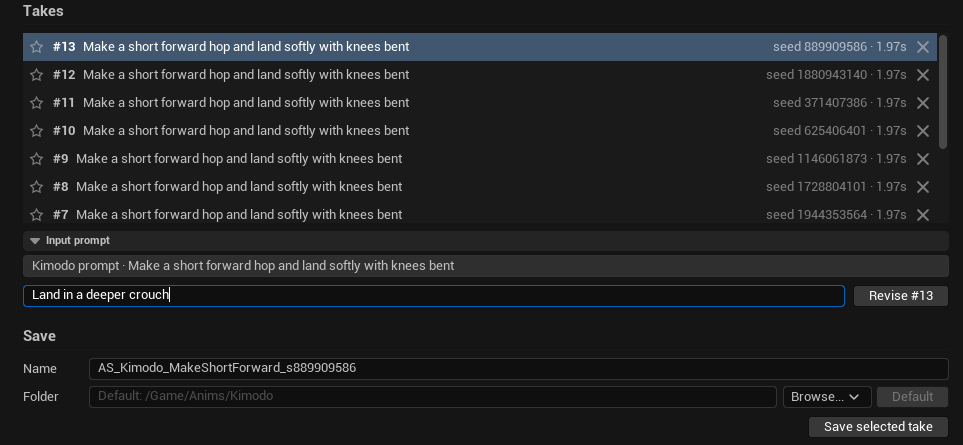 Takes
#13 Make a short forward hop and land softly with knees bent seed 889909586 · 1.97s
#12 Make a short forward hop and land softly with knees bent seed 1880943140 · 1.97s
#11 Make a short forward hop and land softly with knees bent seed 371407386 · 1.97s
#10 Make a short forward hop and land softly with knees bent seed 625406401 · 1.97s
#9 Make a short forward hop and land softly with knees bent seed 1146061873 · 1.97s
#8 Make a short forward hop and land softly with knees bent seed 1728804101 · 1.97s
#7 Make a short forward hop and land softly with knees bent seed 1944353564 · 1.97s
Input prompt
Kimodo prompt · Make a short forward hop and land softly with knees bent
Land in a deeper crouch Revise #13
Save
Name AS_Kimodo_MakeShortForward_s889909586
Folder Default: /Game/Anims/Kimodo Browse... Default
Save selected take